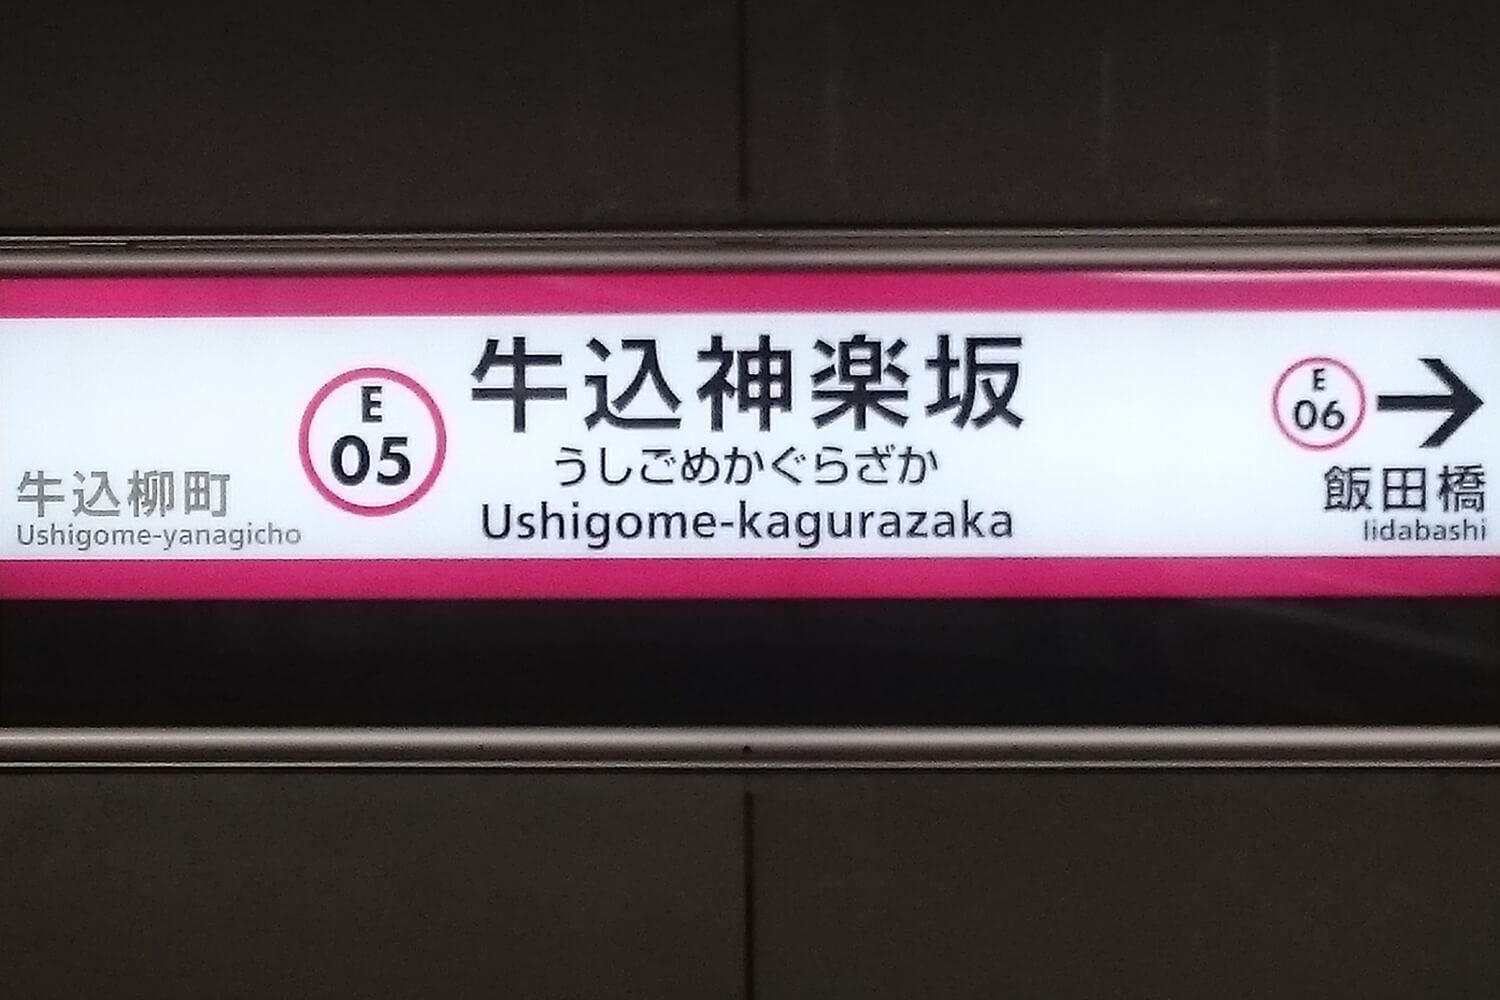 牛込柳町
Ushigome-yanagicho
E
05
牛込神楽坂
うしごめかぐらざか
Ushigome-kagurazaka
E
06
→
飯田橋
Iidabashi